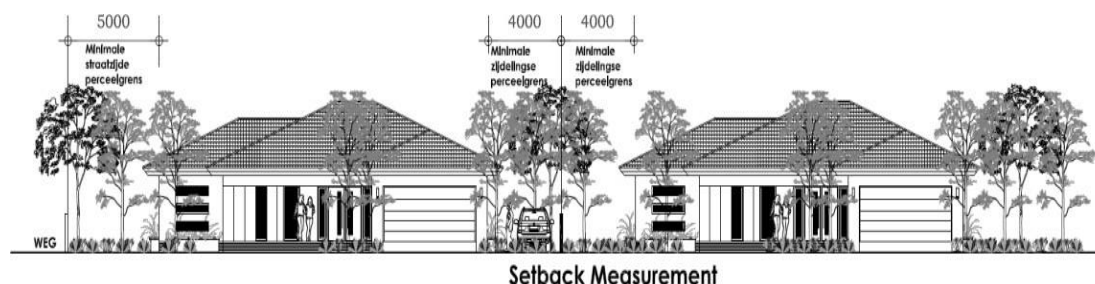 5000
4000
4000
Minimale
straatzijde
perceelgrens
Minimale
zijdelingse
perceelgrens
Minimale
zijdelingse
perceelgrens
WEG
Setback Measurement